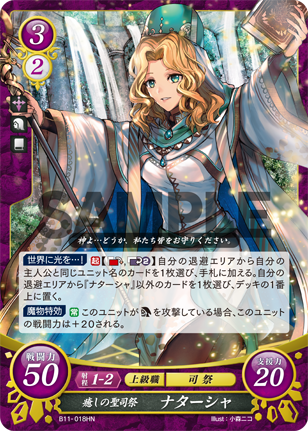 3
2
SAMPLE
神よ…どうか、私たち皆をお守りください。
世界に光を…! 起 自分の退避エリアから自分の
主人公と同じユニット名のカードを1枚選び、手札に加える。自分の
退避エリアから『ナターシャ』以外のカードを1枚選び、デッキの1番
上に置く。
魔物特効 常 このユニットが を攻撃している場合、このユニット
の戦闘力は+20される。
戦闘力 50
射程 1-2 上級職 司祭
支援力 20
癒しの聖司祭 ナターシャ
B11-018HN
Illust:小森ニコ